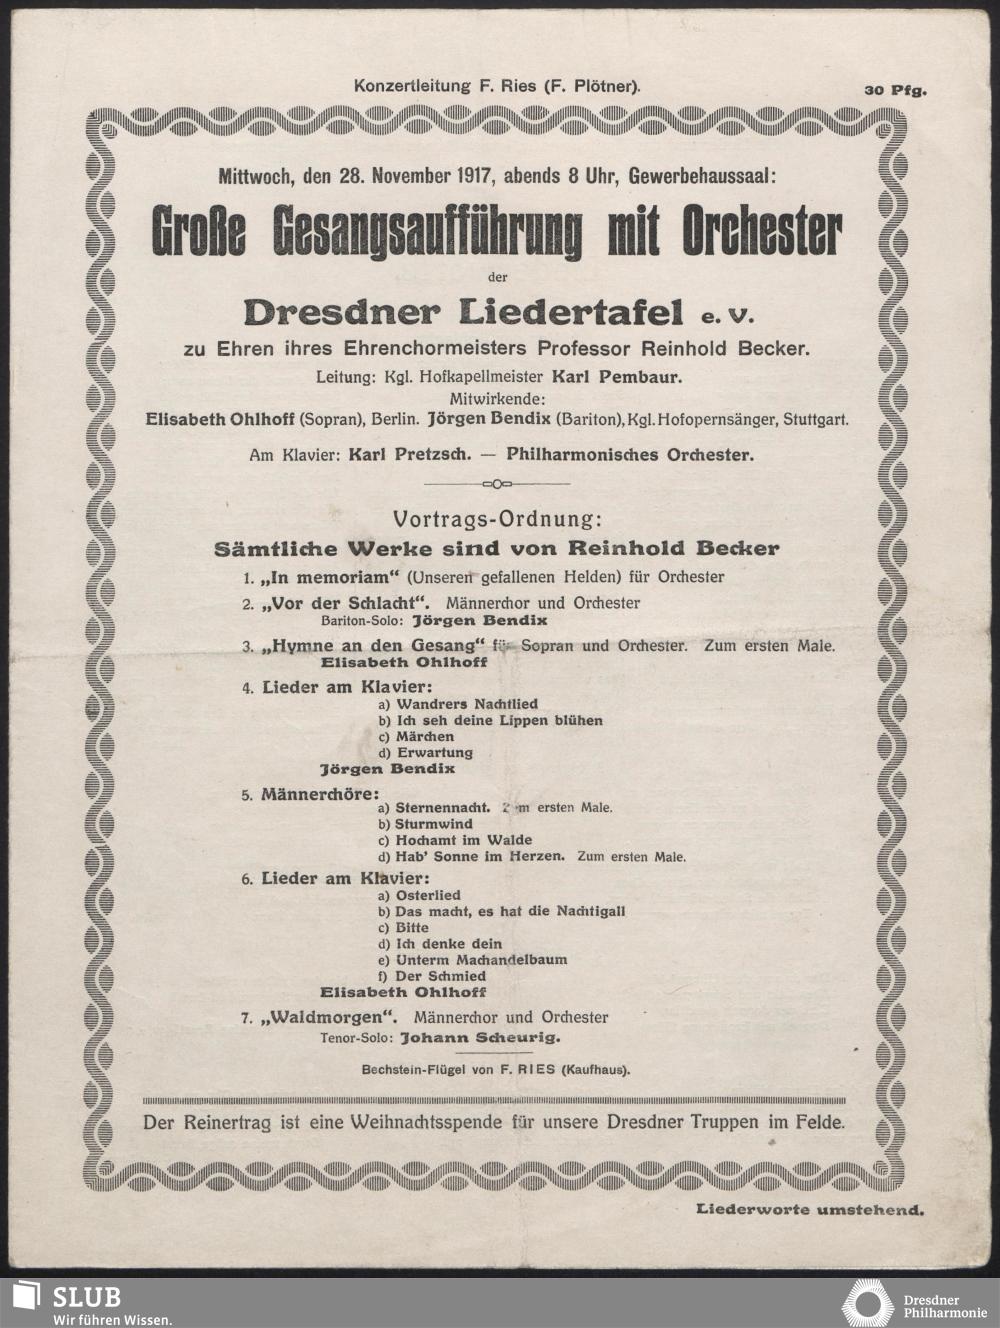 Konzertleitung F. Ries (F. Plötner).
30 Pfg.
Mittwoch, den 28. November 1917, abends 8 Uhr, Gewerbehaussaal:
Große Gesangsaufführung mit Orchester
der
Dresdner Liedertafel e. V.
zu Ehren ihres Ehrenchormeisters Professor Reinhold Becker.
Leitung: Kgl. Hofkapellmeister Karl Pembaur.
Mitwirkende:
Elisabeth Ohlhoff (Sopran), Berlin. Jörgen Bendix (Bariton), Kgl. Hofopernsänger, Stuttgart.
Am Klavier: Karl Pretzsch. — Philharmonisches Orchester.
Vortrags-Ordnung:
Sämtliche Werke sind von Reinhold Becker
1. „In memoriam“ (Unseren gefallenen Helden) für Orchester
2. „Vor der Schlacht“. Männerchor und Orchester
Bariton-Solo: Jörgen Bendix
3. „Hymne an den Gesang“ für Sopran und Orchester. Zum ersten Male.
Elisabeth Ohlhoff
4. Lieder am Klavier:
a) Wandrers Nachtlied
b) Ich seh deine Lippen blühen
c) Märchen
d) Erwartung
Jörgen Bendix
5. Männerchöre:
a) Sternennacht. Zum ersten Male.
b) Sturmwind
c) Hochamt im Walde
d) Hab' Sonne im Herzen. Zum ersten Male.
6. Lieder am Klavier:
a) Osterlied
b) Das macht, es hat die Nachtigall
c) Bitte
d) Ich denke dein
e) Unterm Machandelbaum
f) Der Schmied
Elisabeth Ohlhoff
7. „Waldmorgen“. Männerchor und Orchester
Tenor-Solo: Johann Scheurig.
Bechstein-Flügel von F. RIES (Kaufhaus).
Der Reinertrag ist eine Weihnachtsspende für unsere Dresdner Truppen im Felde.
Liederworte umstehend.
SLUB
Wir führen Wissen.
Dresdner
Philharmonie